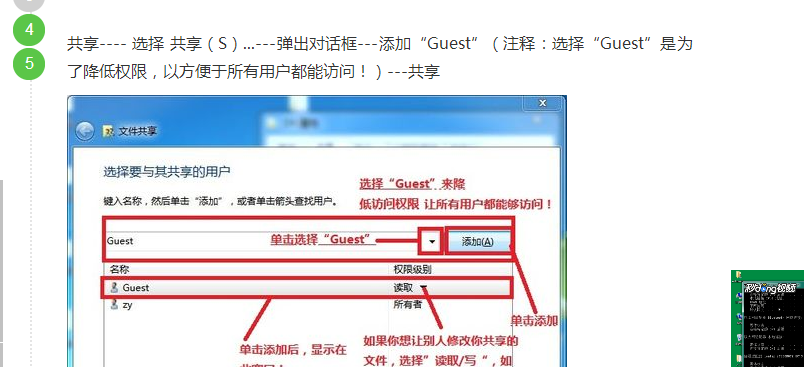 4
共享---- 选择 共享（S）...---弹出对话框---添加“Guest”（注释：选择“Guest”是为
5
了降低权限，以方便于所有用户都能访问！）---共享
文件共享
选择要与其共享的用户
选择“Guest”来降
键入名称，然后单击“添加”，或者单击箭头查找用户。
低访问权限 让所有用户都能够访问！
Guest
单击选择“Guest”
添加(A)
名称
权限级别
Guest
读取
zy
所有者
单击添加
如果你想让别人修改你共享的
单击添加后，显示在
文件，选择”读取/写“，如
秒dong视频